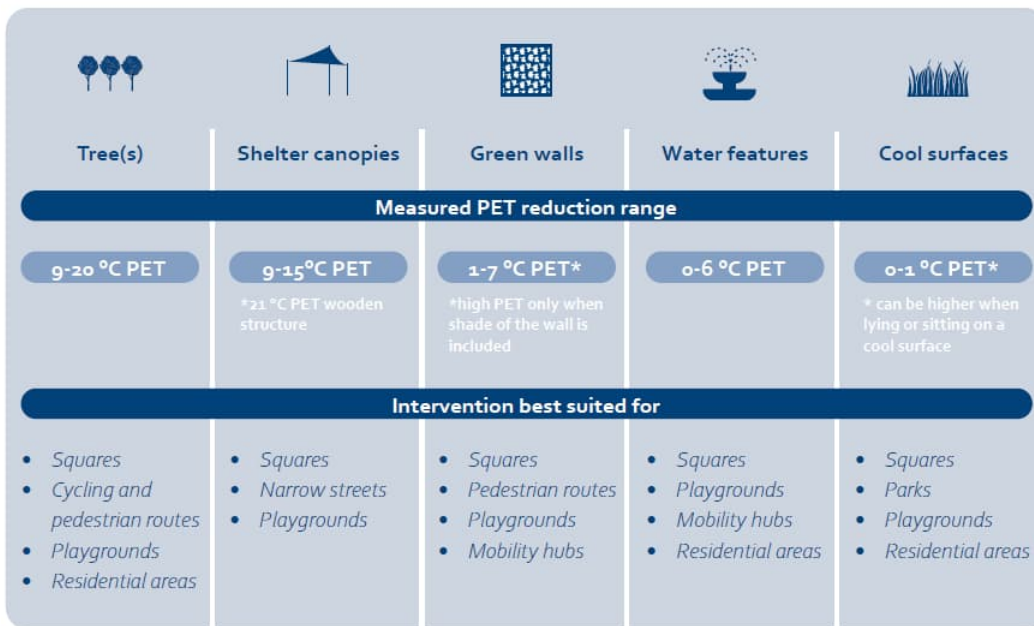 Tree(s)
Shelter canopies
Green walls
Water features
Cool surfaces
Measured PET reduction range
9-20 °C PET
9-15°C PET
1-7 °C PET*
0-6 °C PET
0-1 °C PET*
*21 °C PET wooden
structure
*high PET only when
shade of the wall is
included
* can be higher when
lying or sitting on a
cool surface
Intervention best suited for
• Squares
• Cycling and
pedestrian routes
• Playgrounds
• Residential areas
• Squares
• Narrow streets
• Playgrounds
• Squares
• Pedestrian routes
• Playgrounds
• Mobility hubs
• Squares
• Playgrounds
• Mobility hubs
• Residential areas
• Squares
• Parks
• Playgrounds
• Residential areas